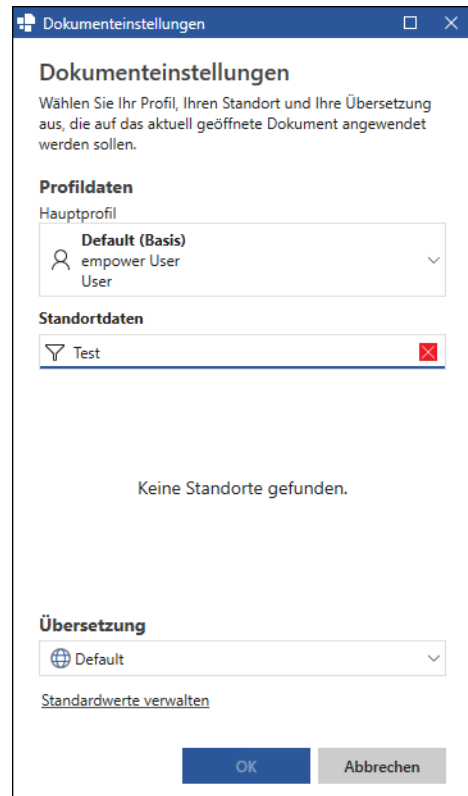 Dokumenteinstellungen
Dokumenteinstellungen
Wählen Sie Ihr Profil, Ihren Standort und Ihre Übersetzung
aus, die auf das aktuell geöffnete Dokument angewendet
werden sollen.
Profildaten
Hauptprofil
Default (Basis)
empower User
User
Standortdaten
Test
Keine Standorte gefunden.
Übersetzung
Default
Standardwerte verwalten
OK Abbrechen